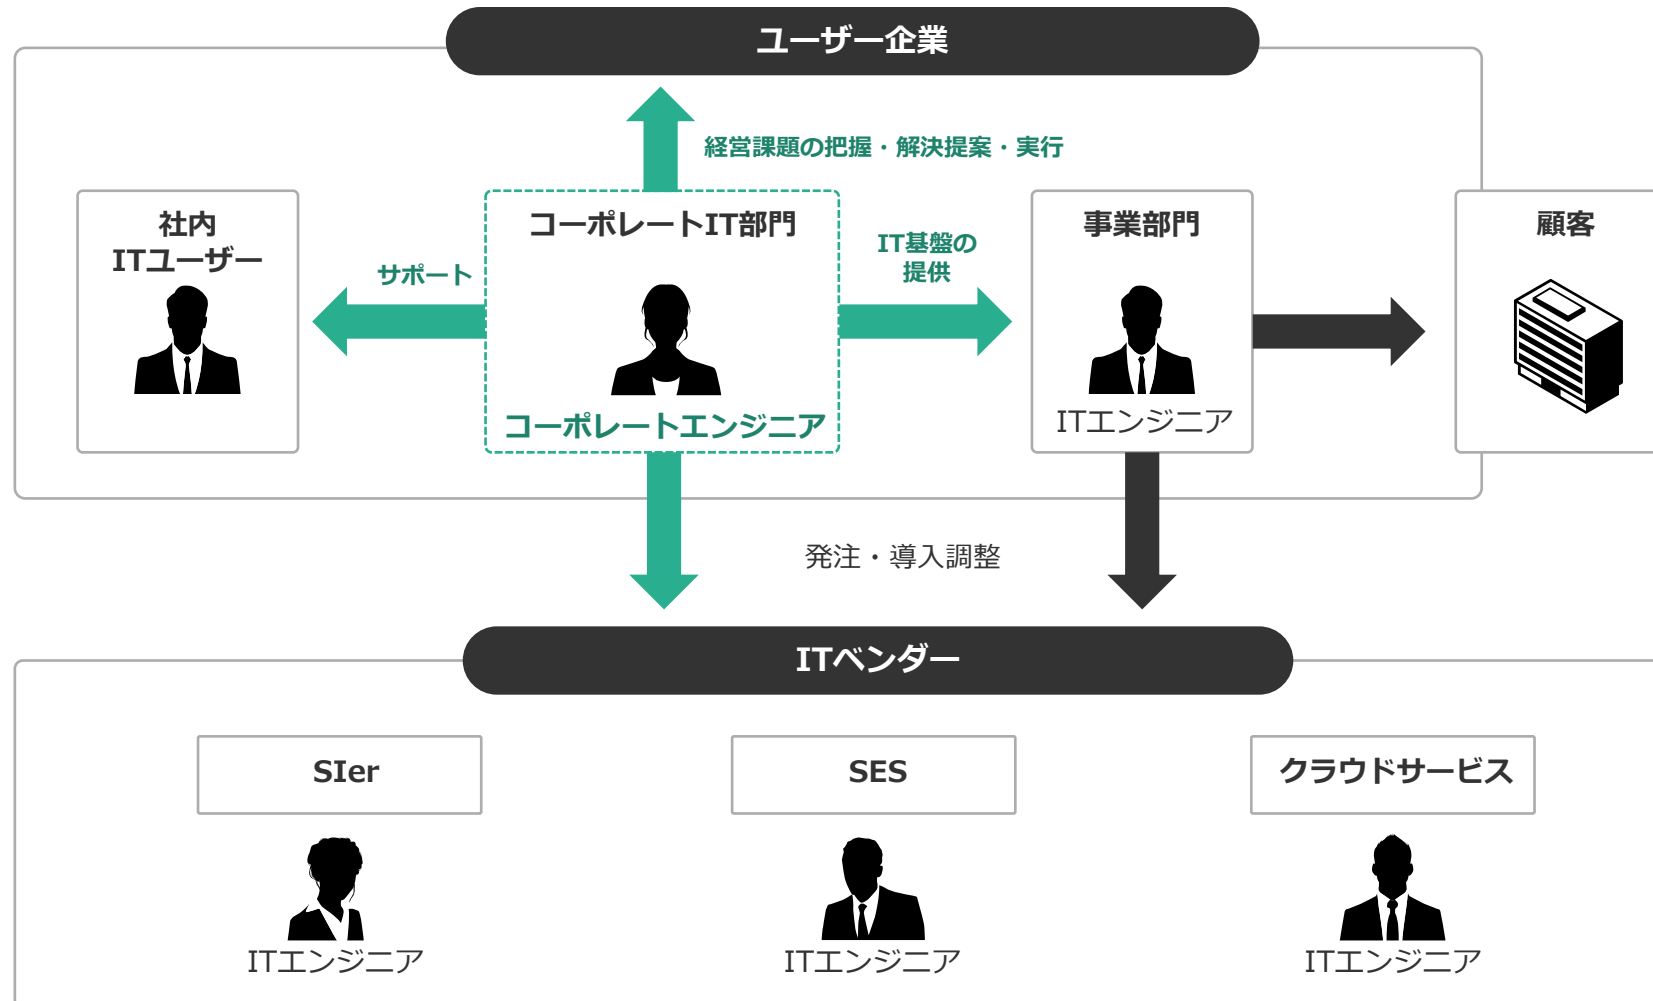 ユーザー企業
経営課題の把握・解決提案・実行
社内
ITユーザー
サポート
コーポレートIT部門
コーポレートエンジニア
IT基盤の
提供
事業部門
ITエンジニア
顧客
発注・導入調整
ITベンダー
SIer
SES
クラウドサービス
ITエンジニア
ITエンジニア
ITエンジニア